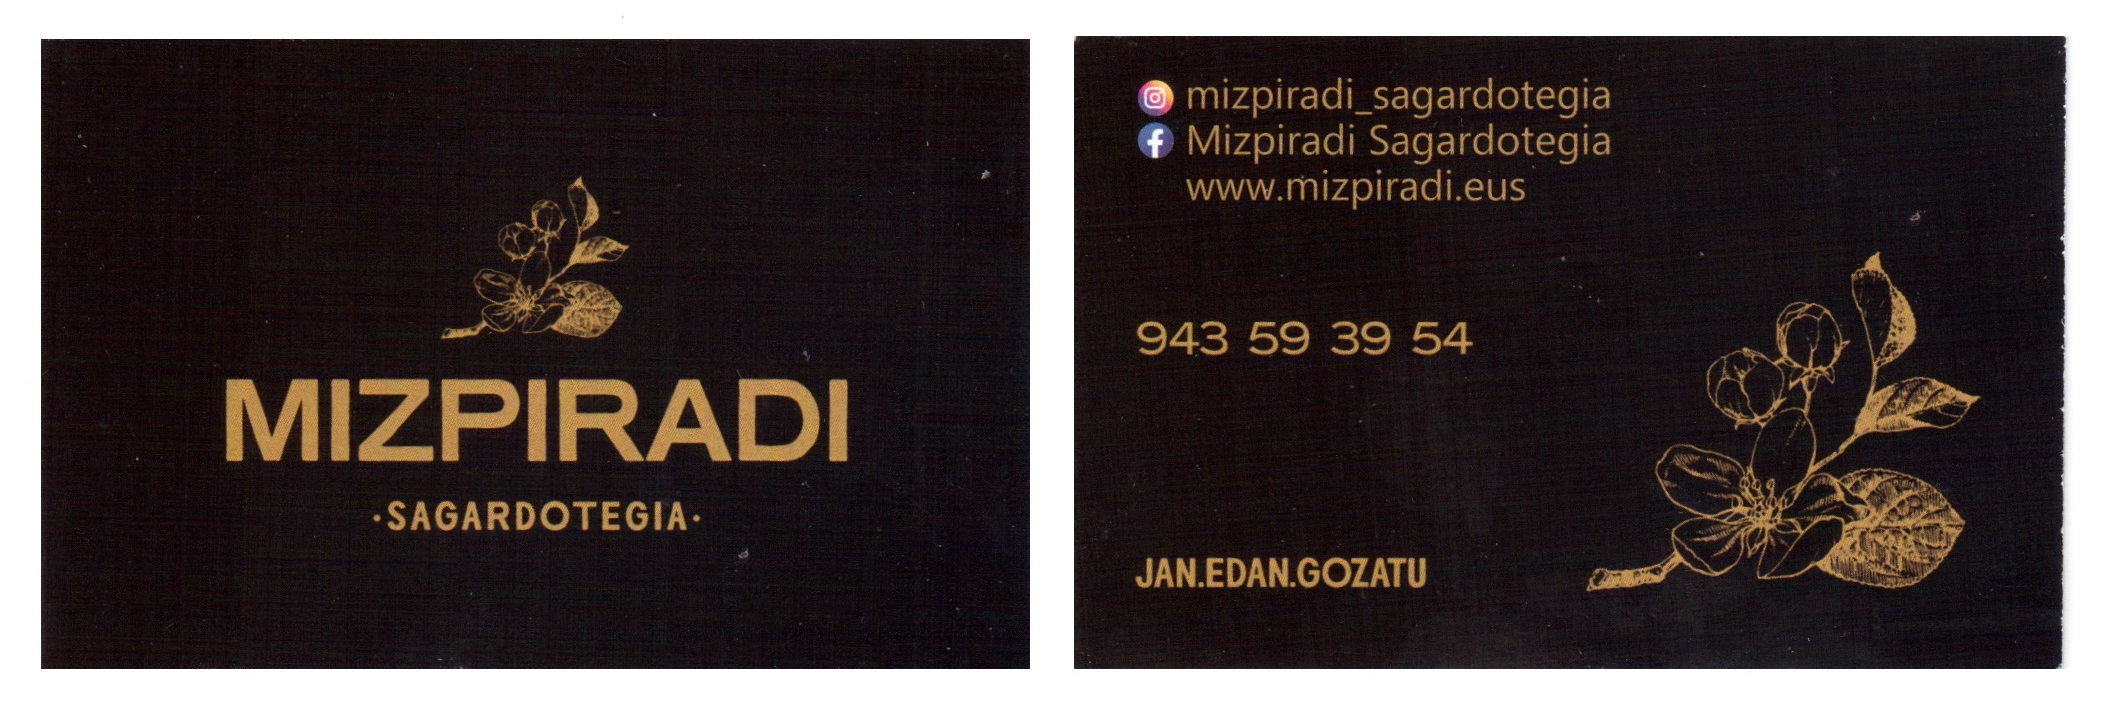 MIZPIRADI
·SAGARDOTEGIA·
mizpiradi_sagardotegia
Mizpiradi Sagardotegia
www.mizpiradi.eus
943 59 39 54
JAN.EDAN.GOZATU